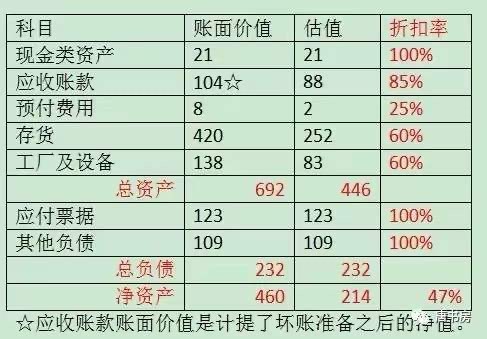 科目 账面价值 估值 折扣率
现金类资产 21 21 100%
应收账款 104☆ 88 85%
预付费用 8 2 25%
存货 420 252 60%
工厂及设备 138 83 60%
总资产 692 446
应付票据 123 123 100%
其他负债 109 109 100%
总负债 232 232
净资产 460 214 47%
☆应收账款账面价值是计提了坏账准备之后的存值。
唐书房